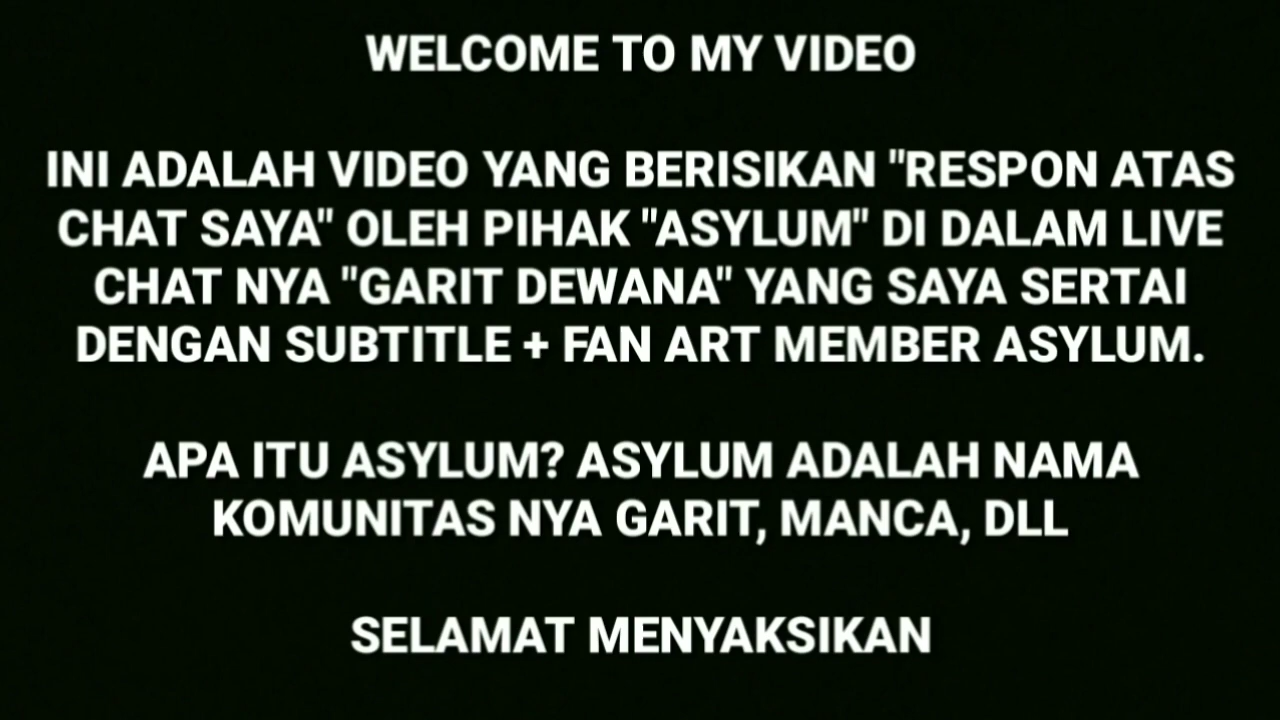 WELCOME TO MY VIDEO
INI ADALAH VIDEO YANG BERISIKAN "RESPON ATAS
CHAT SAYA" OLEH PIHAK "ASYLUM" DI DALAM LIVE
CHAT NYA "GARIT DEWANA" YANG SAYA SERTAI
DENGAN SUBTITLE + FAN ART MEMBER ASYLUM.
APA ITU ASYLUM? ASYLUM ADALAH NAMA
KOMUNITAS NYA GARIT, MANCA, DLL
SELAMAT MENYAKSIKAN